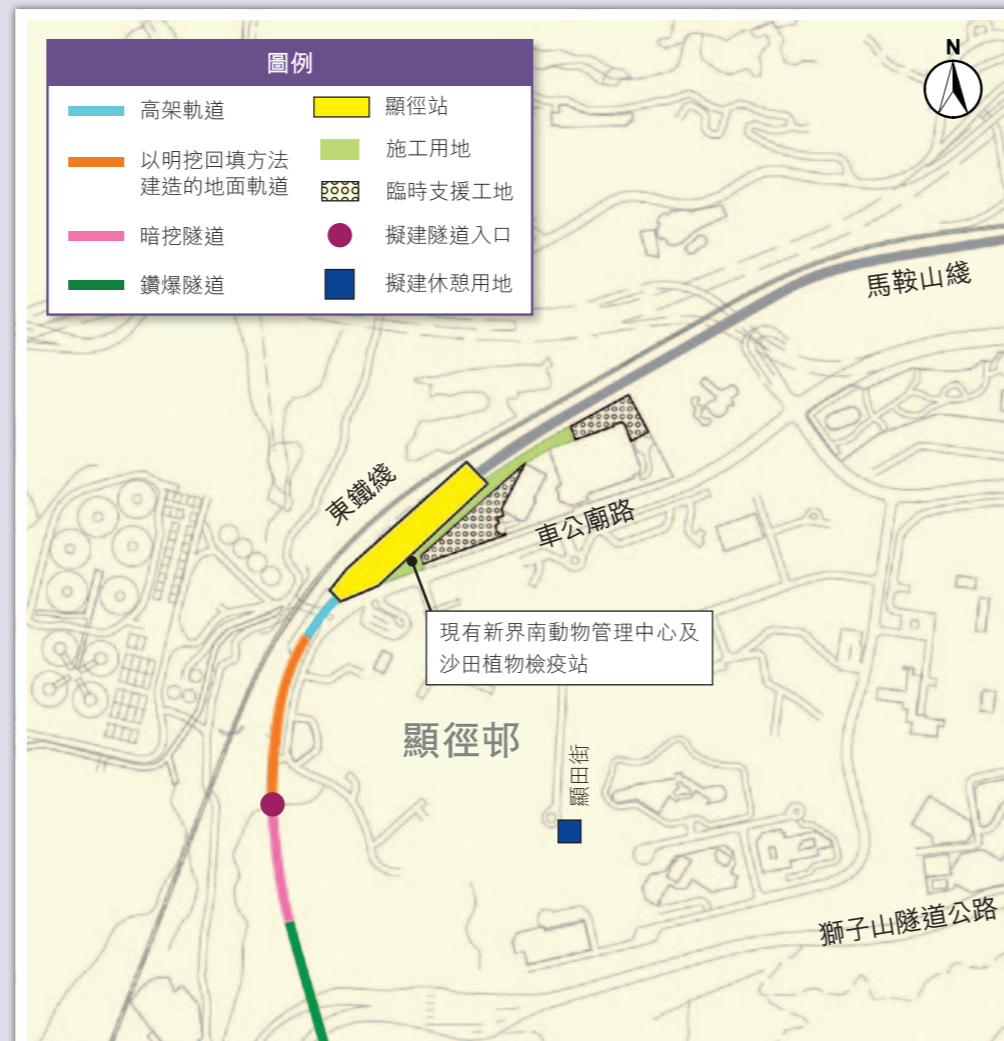 圖例
高架軌道
以明挖回填方法
建造的地面軌道
暗挖隧道
鑽爆隧道
顯徑站
施工用地
臨時支援工地
擬建隧道入口
擬建休憩用地
N
馬鞍山綫
東鐵綫
車公廟路
現有新界南動物管理中心及
沙田植物檢疫站
顯徑邨
顯田街
獅子山隧道公路